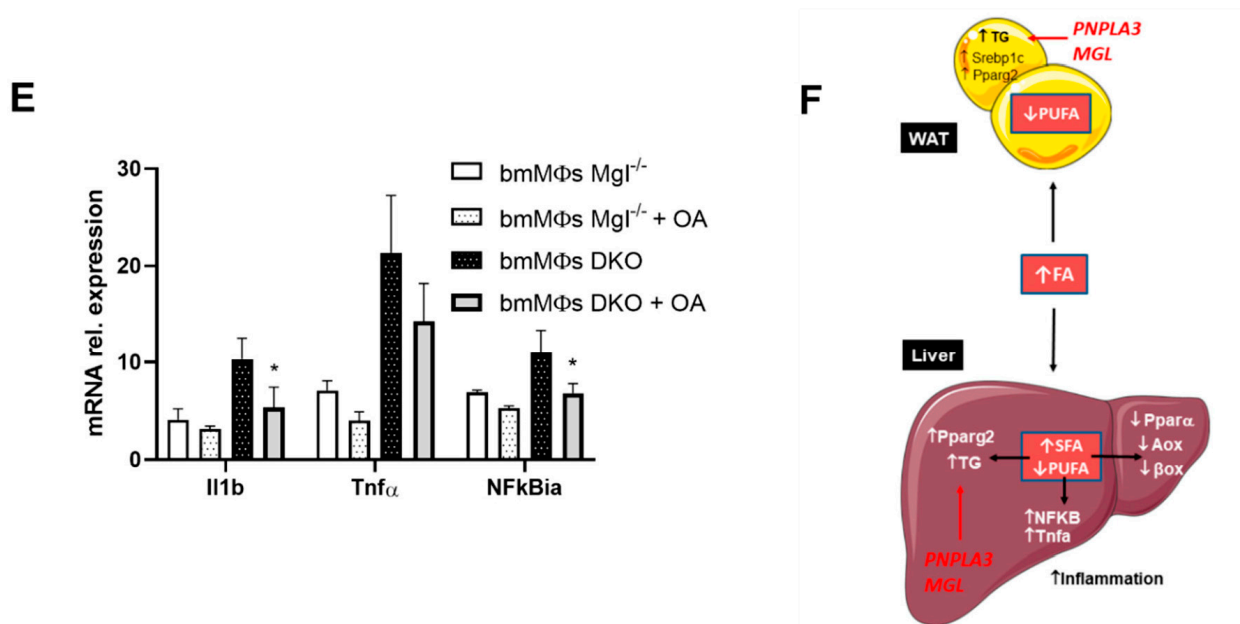 E
mRNA rel. expression
30
20
10
0
bmMΦs Mgl-/-
bmMΦs Mgl-/- + OA
bmMΦs DKO
bmMΦs DKO + OA
*
*
Il1b
Tnfα
NFkBia
F
↑TG
↑Srebp1c
↑Pparg2
PNPLA3
MGL
↓PUFA
WAT
↑FA
Liver
↑Pparg2
↑TG
↑SFA
↓PUFA
↓Pparα
↓Aox
↓βox
↑NFKB
↑Tnfa
PNPLA3
MGL
↑Inflammation